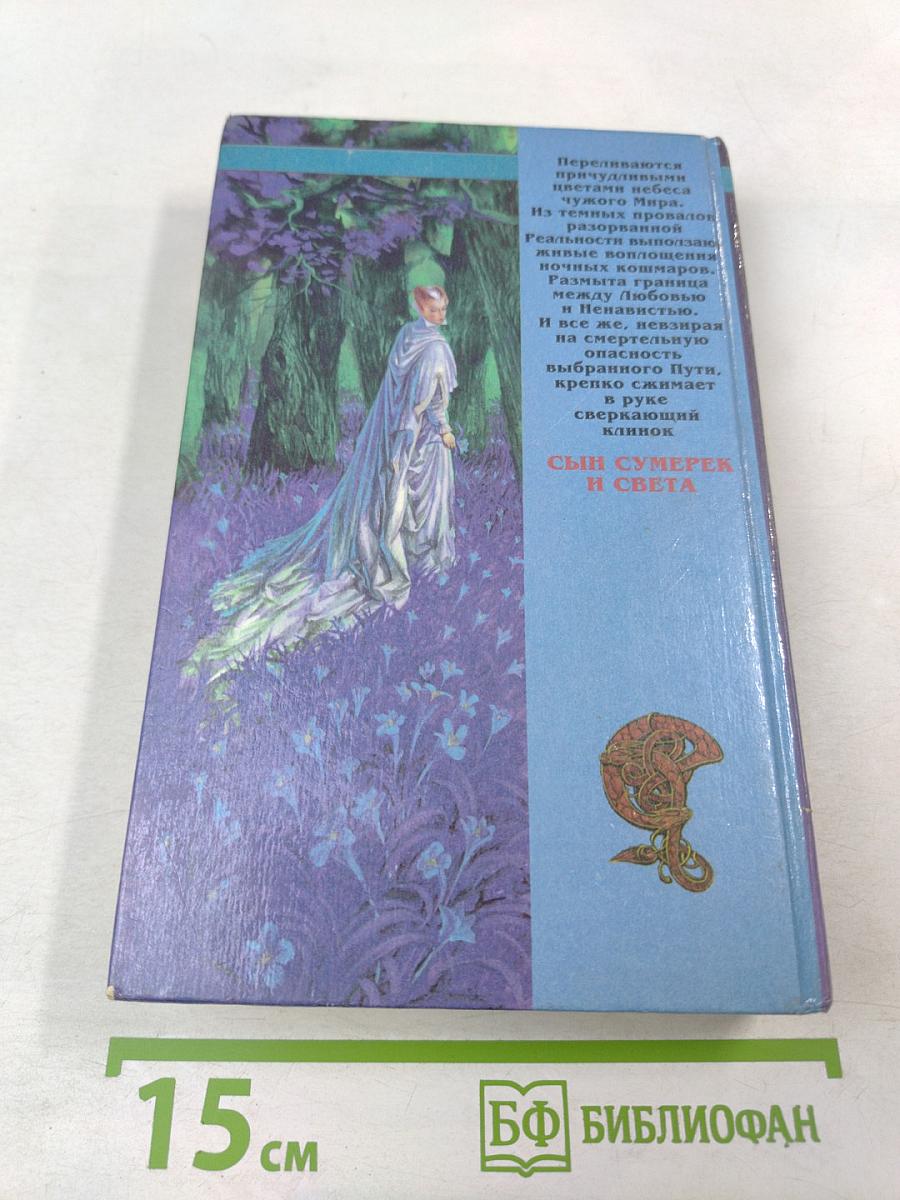 Переливаются
причудливыми
цветами небеса
чужого Мира.
Из темных провалов
разорванной
Реальности выползают
живые воплощения
ночных кошмаров.
Размыта граница
между Любовью
и Ненавистью.
И все же, невзирая
на смертельную
опасность
выбранного Пути,
крепко сжимает
в руке
сверкающий
клинок
СЫН СУМЕРЕК
И СВЕТА
15 см
БФ БИБЛИОФАН